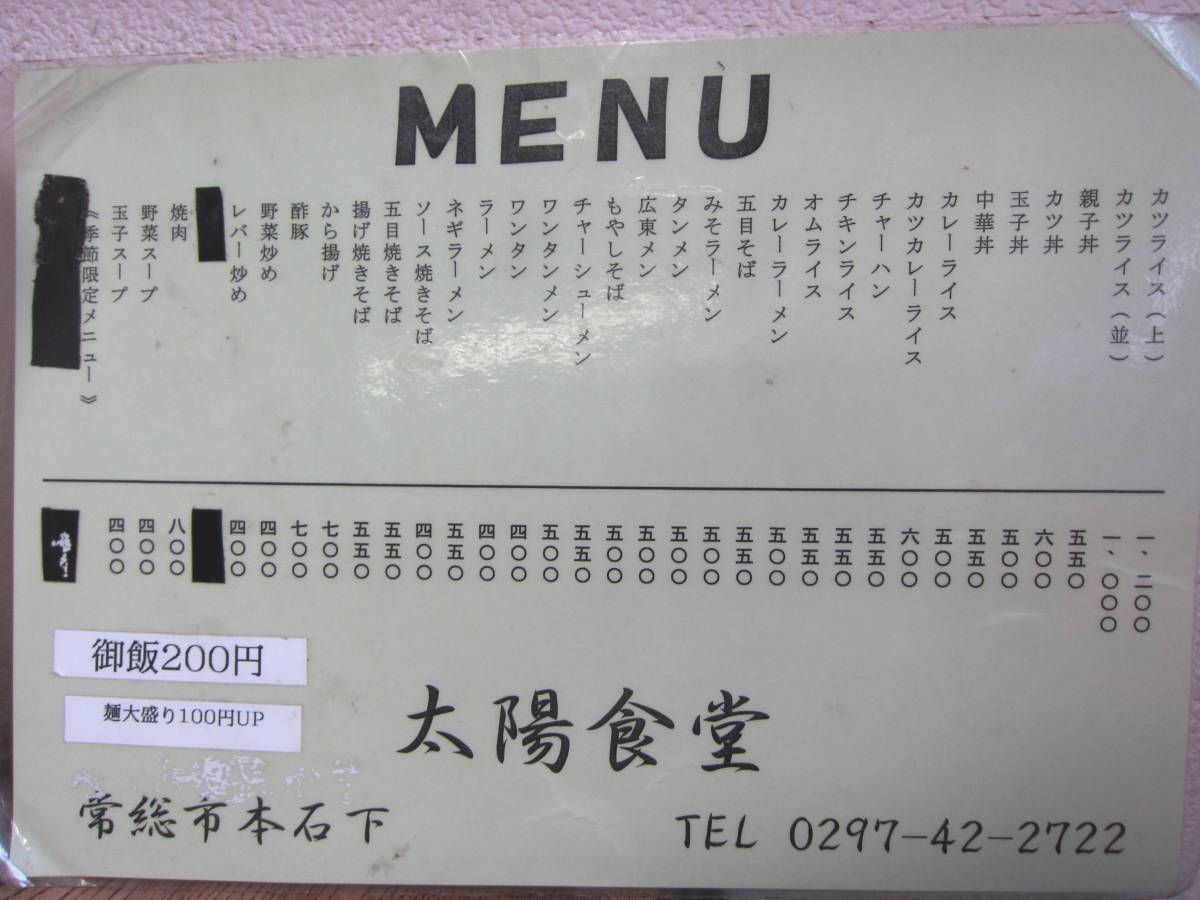 MENU
カツライス（上） 一、二〇〇
カツライス（並） 一、〇〇〇
親子丼 五五〇
カツ丼 六〇〇
玉子丼 五〇〇
中華丼 五五〇
カレーライス 五〇〇
カツカレーライス 六〇〇
チャーハン 五五〇
チキンライス 五五〇
オムライス 五五〇
カレーラーメン 五〇〇
五目そば 五五〇
みそラーメン 五〇〇
タンメン 五〇〇
広東メン 五〇〇
もやしそば 五〇〇
チャーシューメン 五五〇
ワンタンメン 五〇〇
ワンタン 四〇〇
ラーメン 四〇〇
ネギラーメン 五五〇
ソース焼きそば 四〇〇
五目焼きそば 五五〇
揚げ焼きそば 五五〇
から揚げ 七〇〇
酢豚 七〇〇
野菜炒め 四〇〇
レバー炒め 四〇〇
焼肉 八〇〇
野菜スープ 四〇〇
玉子スープ 四〇〇
《季節限定メニュー》
御飯200円
麺大盛り100円UP
太陽食堂
常総市本石下
TEL 0297-42-2722